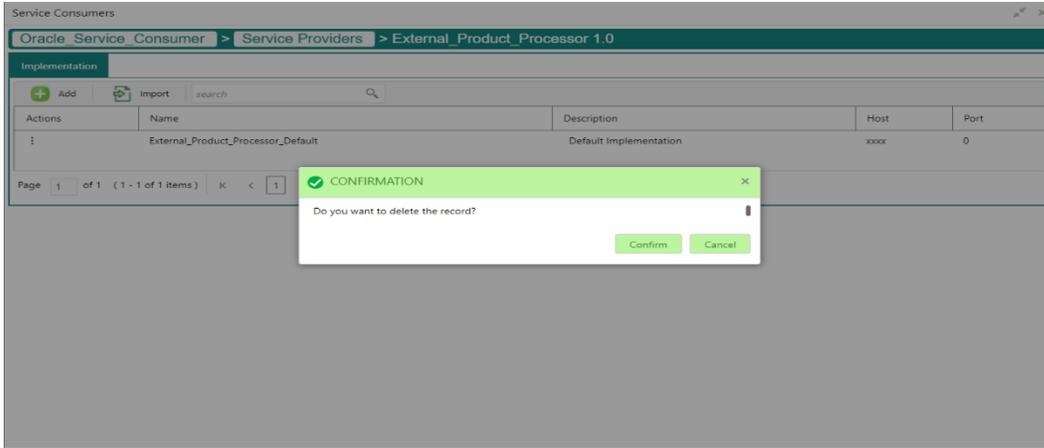 Service Consumers
Oracle_Service_Consumer > Service Providers > External_Product_Processor 1.0
Implementation
Add Import search
Actions Name Description Host Port
External_Product_Processor_Default Default Implementation xxxx 0
Page 1 of 1 (1 - 1 of 1 items) K < 1
CONFIRMATION ×
Do you want to delete the record?
Confirm Cancel